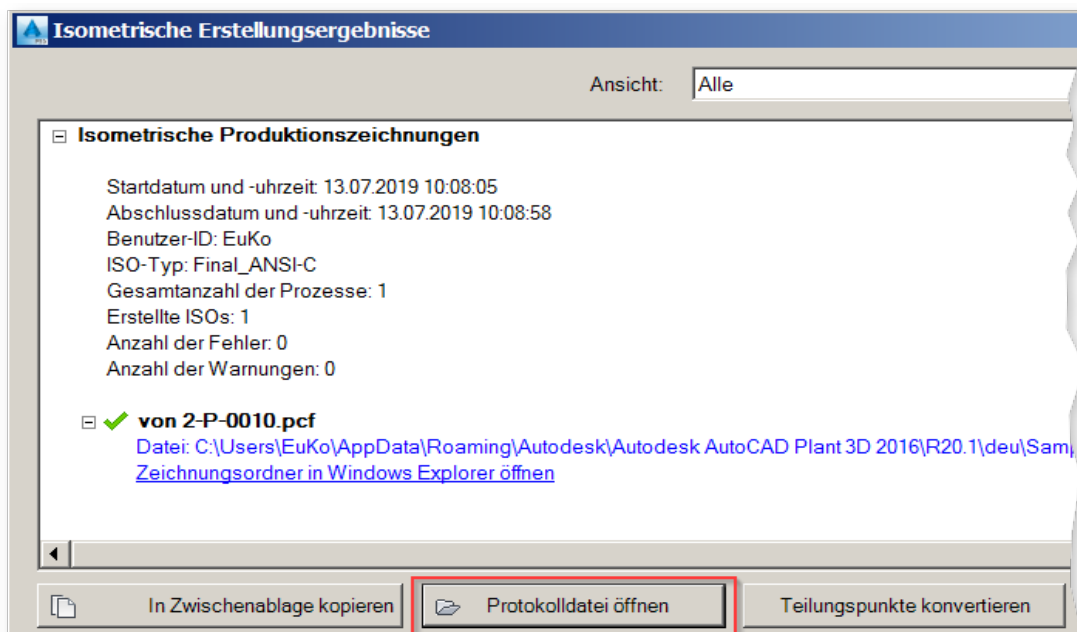 Isometrische Erstellungsergebnisse
Ansicht: Alle
Isometrische Produktionszeichnungen
Startdatum und -uhrzeit: 13.07.2019 10:08:05
Abschlussdatum und -uhrzeit: 13.07.2019 10:08:58
Benutzer-ID: EuKo
ISO-Typ: Final_ANSI-C
Gesamtanzahl der Prozesse: 1
Erstellte ISOs: 1
Anzahl der Fehler: 0
Anzahl der Warnungen: 0
von 2-P-0010.pcf
Datei: C:\Users\EuKo\AppData\Roaming\Autodesk\Autodesk AutoCAD Plant 3D 2016\R20.1\deu\
Zeichnungsordner in Windows Explorer öffnen
In Zwischenablage kopieren Protokolldatei öffnen Teilungspunkte konvertieren